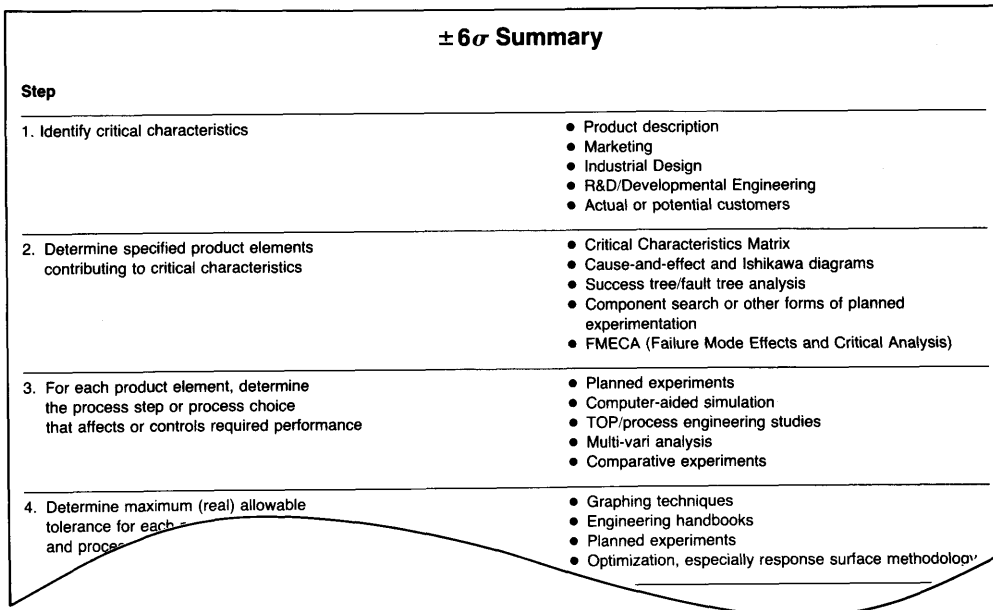 ±6σ Summary
Step
1. Identify critical characteristics
● Product description
● Marketing
● Industrial Design
● R&D/Developmental Engineering
● Actual or potential customers
2. Determine specified product elements
contributing to critical characteristics
● Critical Characteristics Matrix
● Cause-and-effect and Ishikawa diagrams
● Success tree/fault tree analysis
● Component search or other forms of planned
experimentation
● FMECA (Failure Mode Effects and Critical Analysis)
3. For each product element, determine
the process step or process choice
that affects or controls required performance
● Planned experiments
● Computer-aided simulation
● TOP/process engineering studies
● Multi-vari analysis
● Comparative experiments
4. Determine maximum (real) allowable
tolerance for each
and
● Graphing techniques
● Engineering handbooks
● Planned experiments
● Optimization, especially response surface methodology